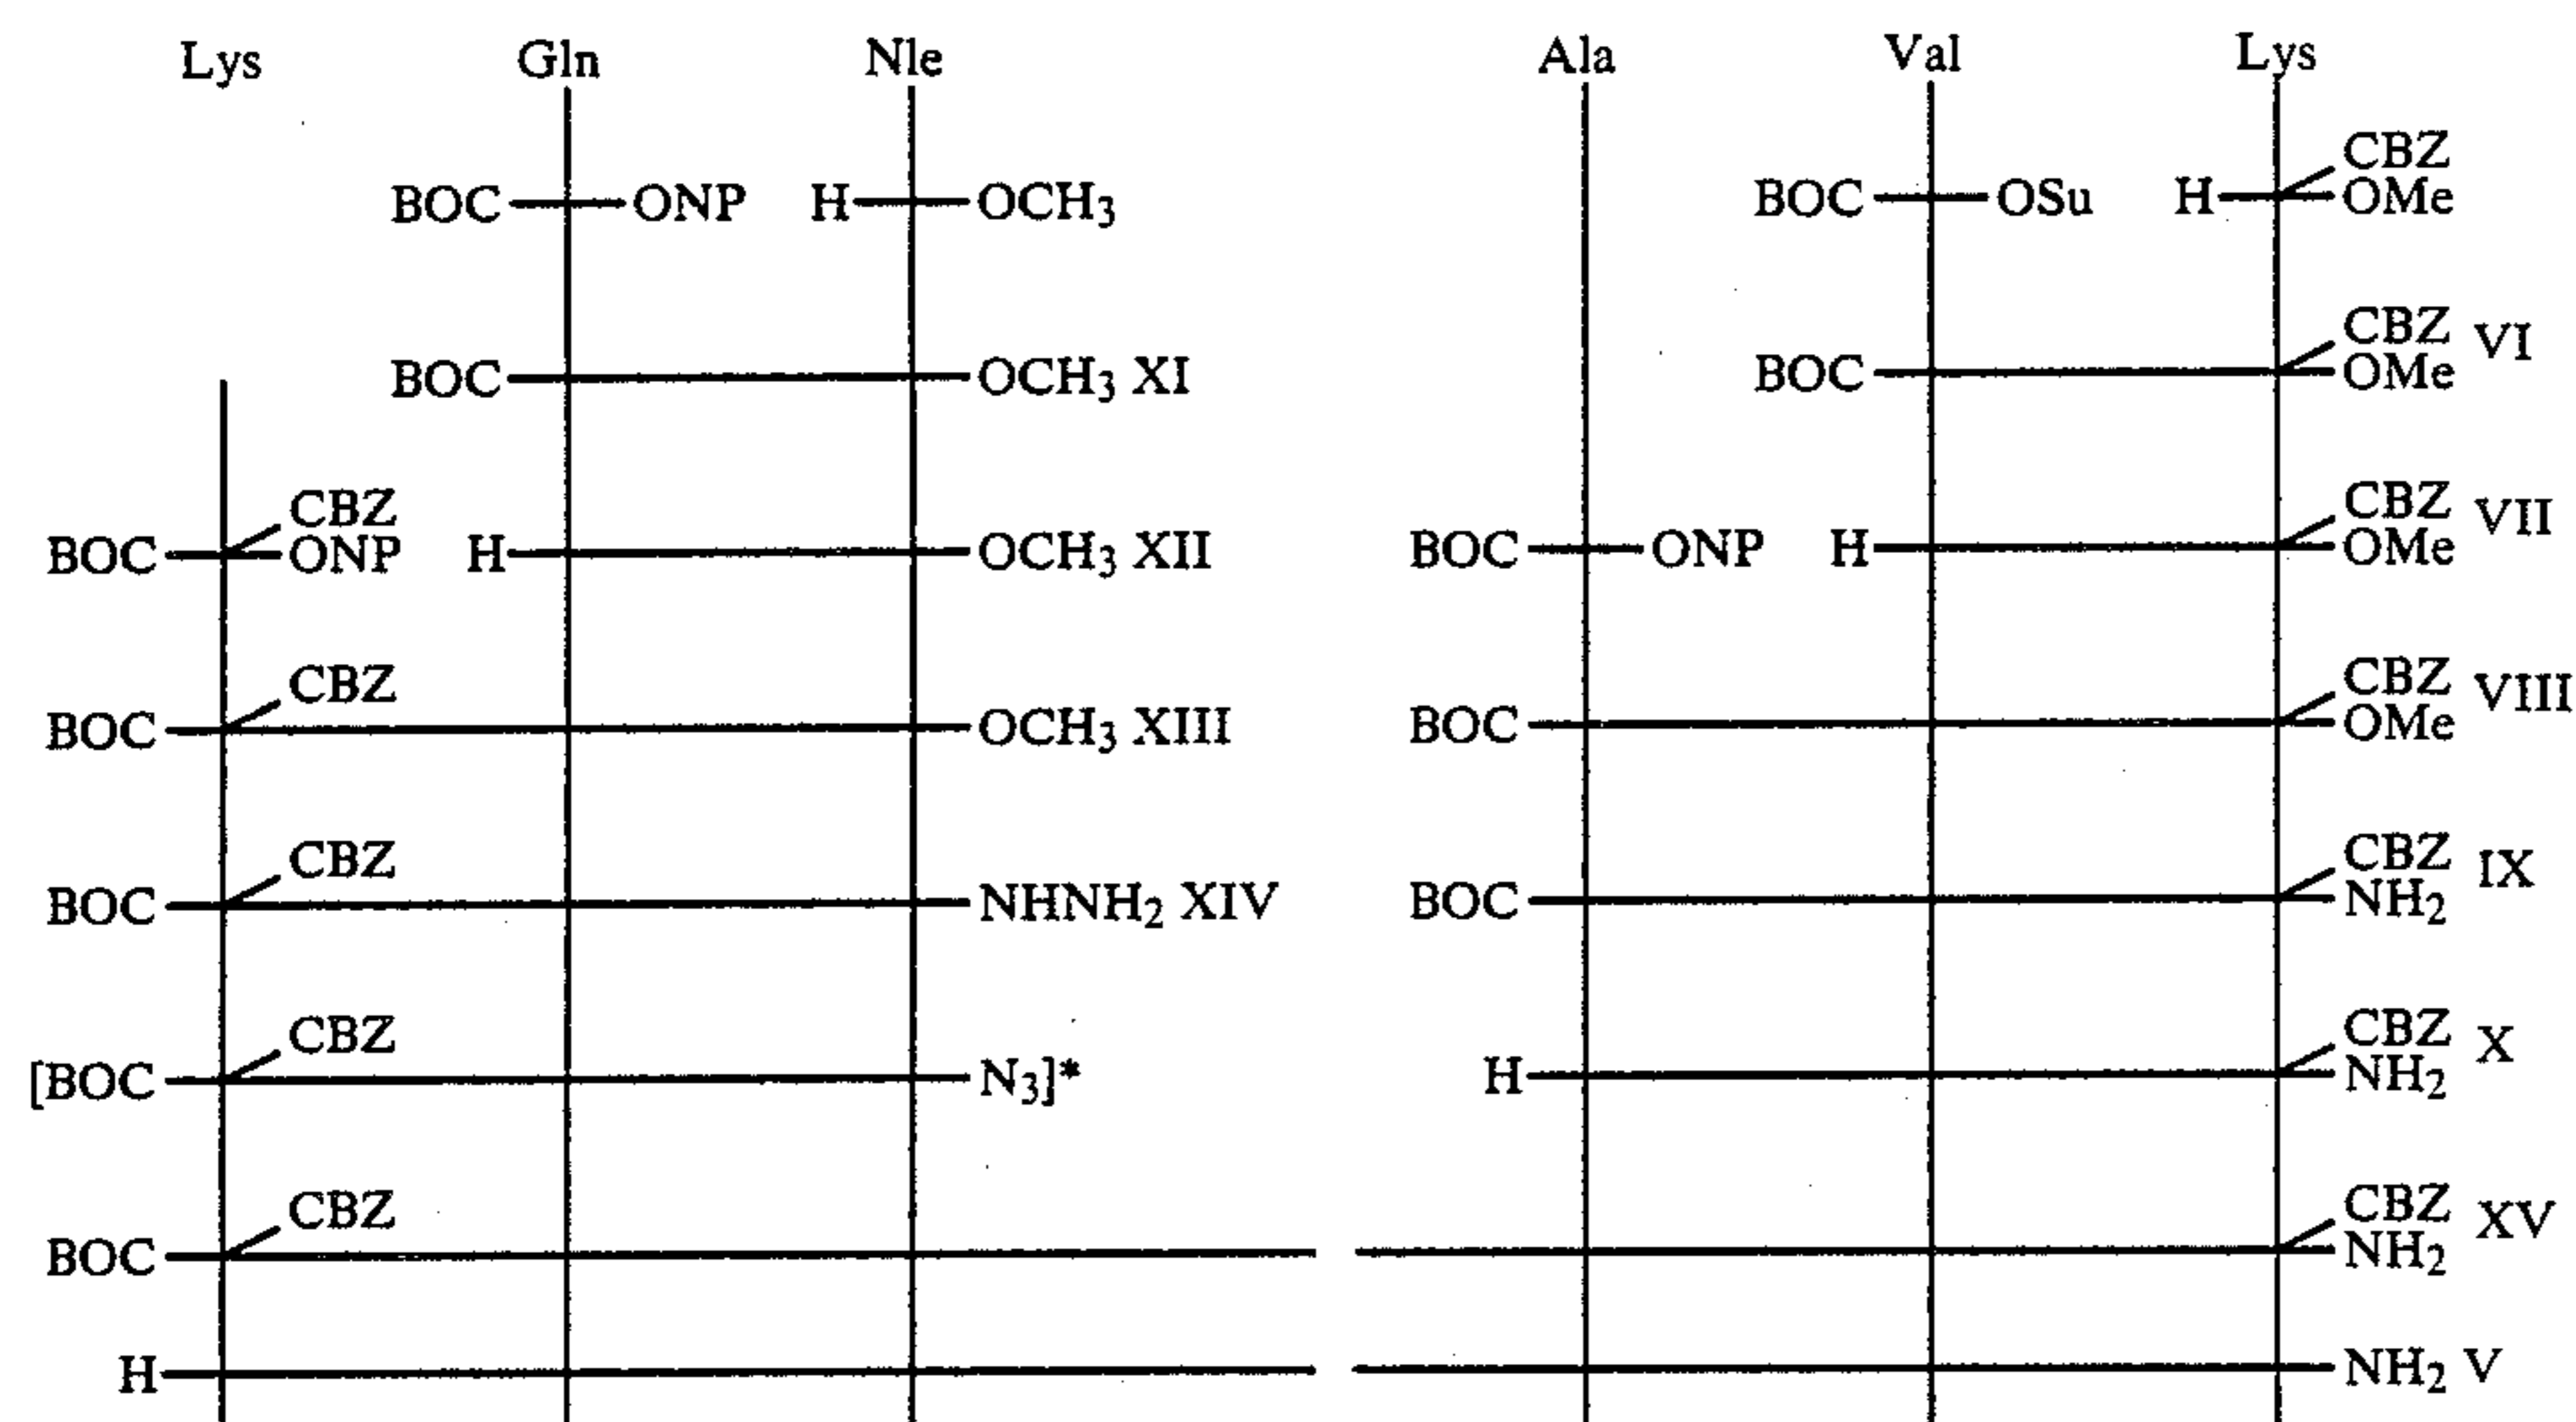 Lys Gln Nle Ala Val Lys
CBZ
BOC ONP H OCH3 BOC OSu H OMe
CBZ VI
BOC OCH3 XI BOC OMe
CBZ CBZ VII
BOC ONP H OCH3 XII BOC ONP H OMe
CBZ CBZ VIII
BOC OCH3 XIII BOC OMe
CBZ CBZ IX
BOC NHNH2 XIV BOC NH2
CBZ CBZ X
[BOC N3]* H NH2
CBZ CBZ XV
BOC NH2
H NH2 V